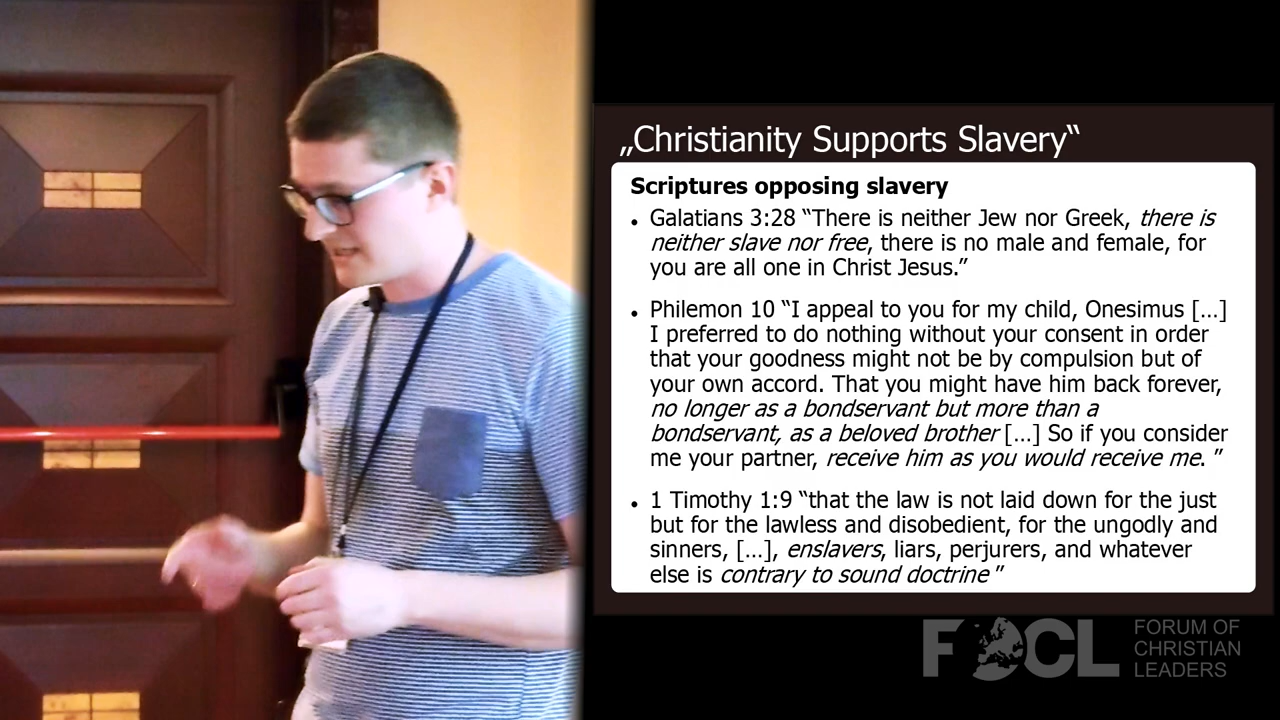 „Christianity Supports Slavery“
Scriptures opposing slavery
• Galatians 3:28 “There is neither Jew nor Greek, there is
neither slave nor free, there is no male and female, for
you are all one in Christ Jesus.”
• Philemon 10 “I appeal to you for my child, Onesimus […]
I preferred to do nothing without your consent in order
that your goodness might not be by compulsion but of
your own accord. That you might have him back forever,
no longer as a bondservant but more than a
bondservant, as a beloved brother […] So if you consider
me your partner, receive him as you would receive me. ”
• 1 Timothy 1:9 “that the law is not laid down for the just
but for the lawless and disobedient, for the ungodly and
sinners, […], enslavers, liars, perjurers, and whatever
else is contrary to sound doctrine ”
FOCL
FORUM OF
CHRISTIAN
LEADERS